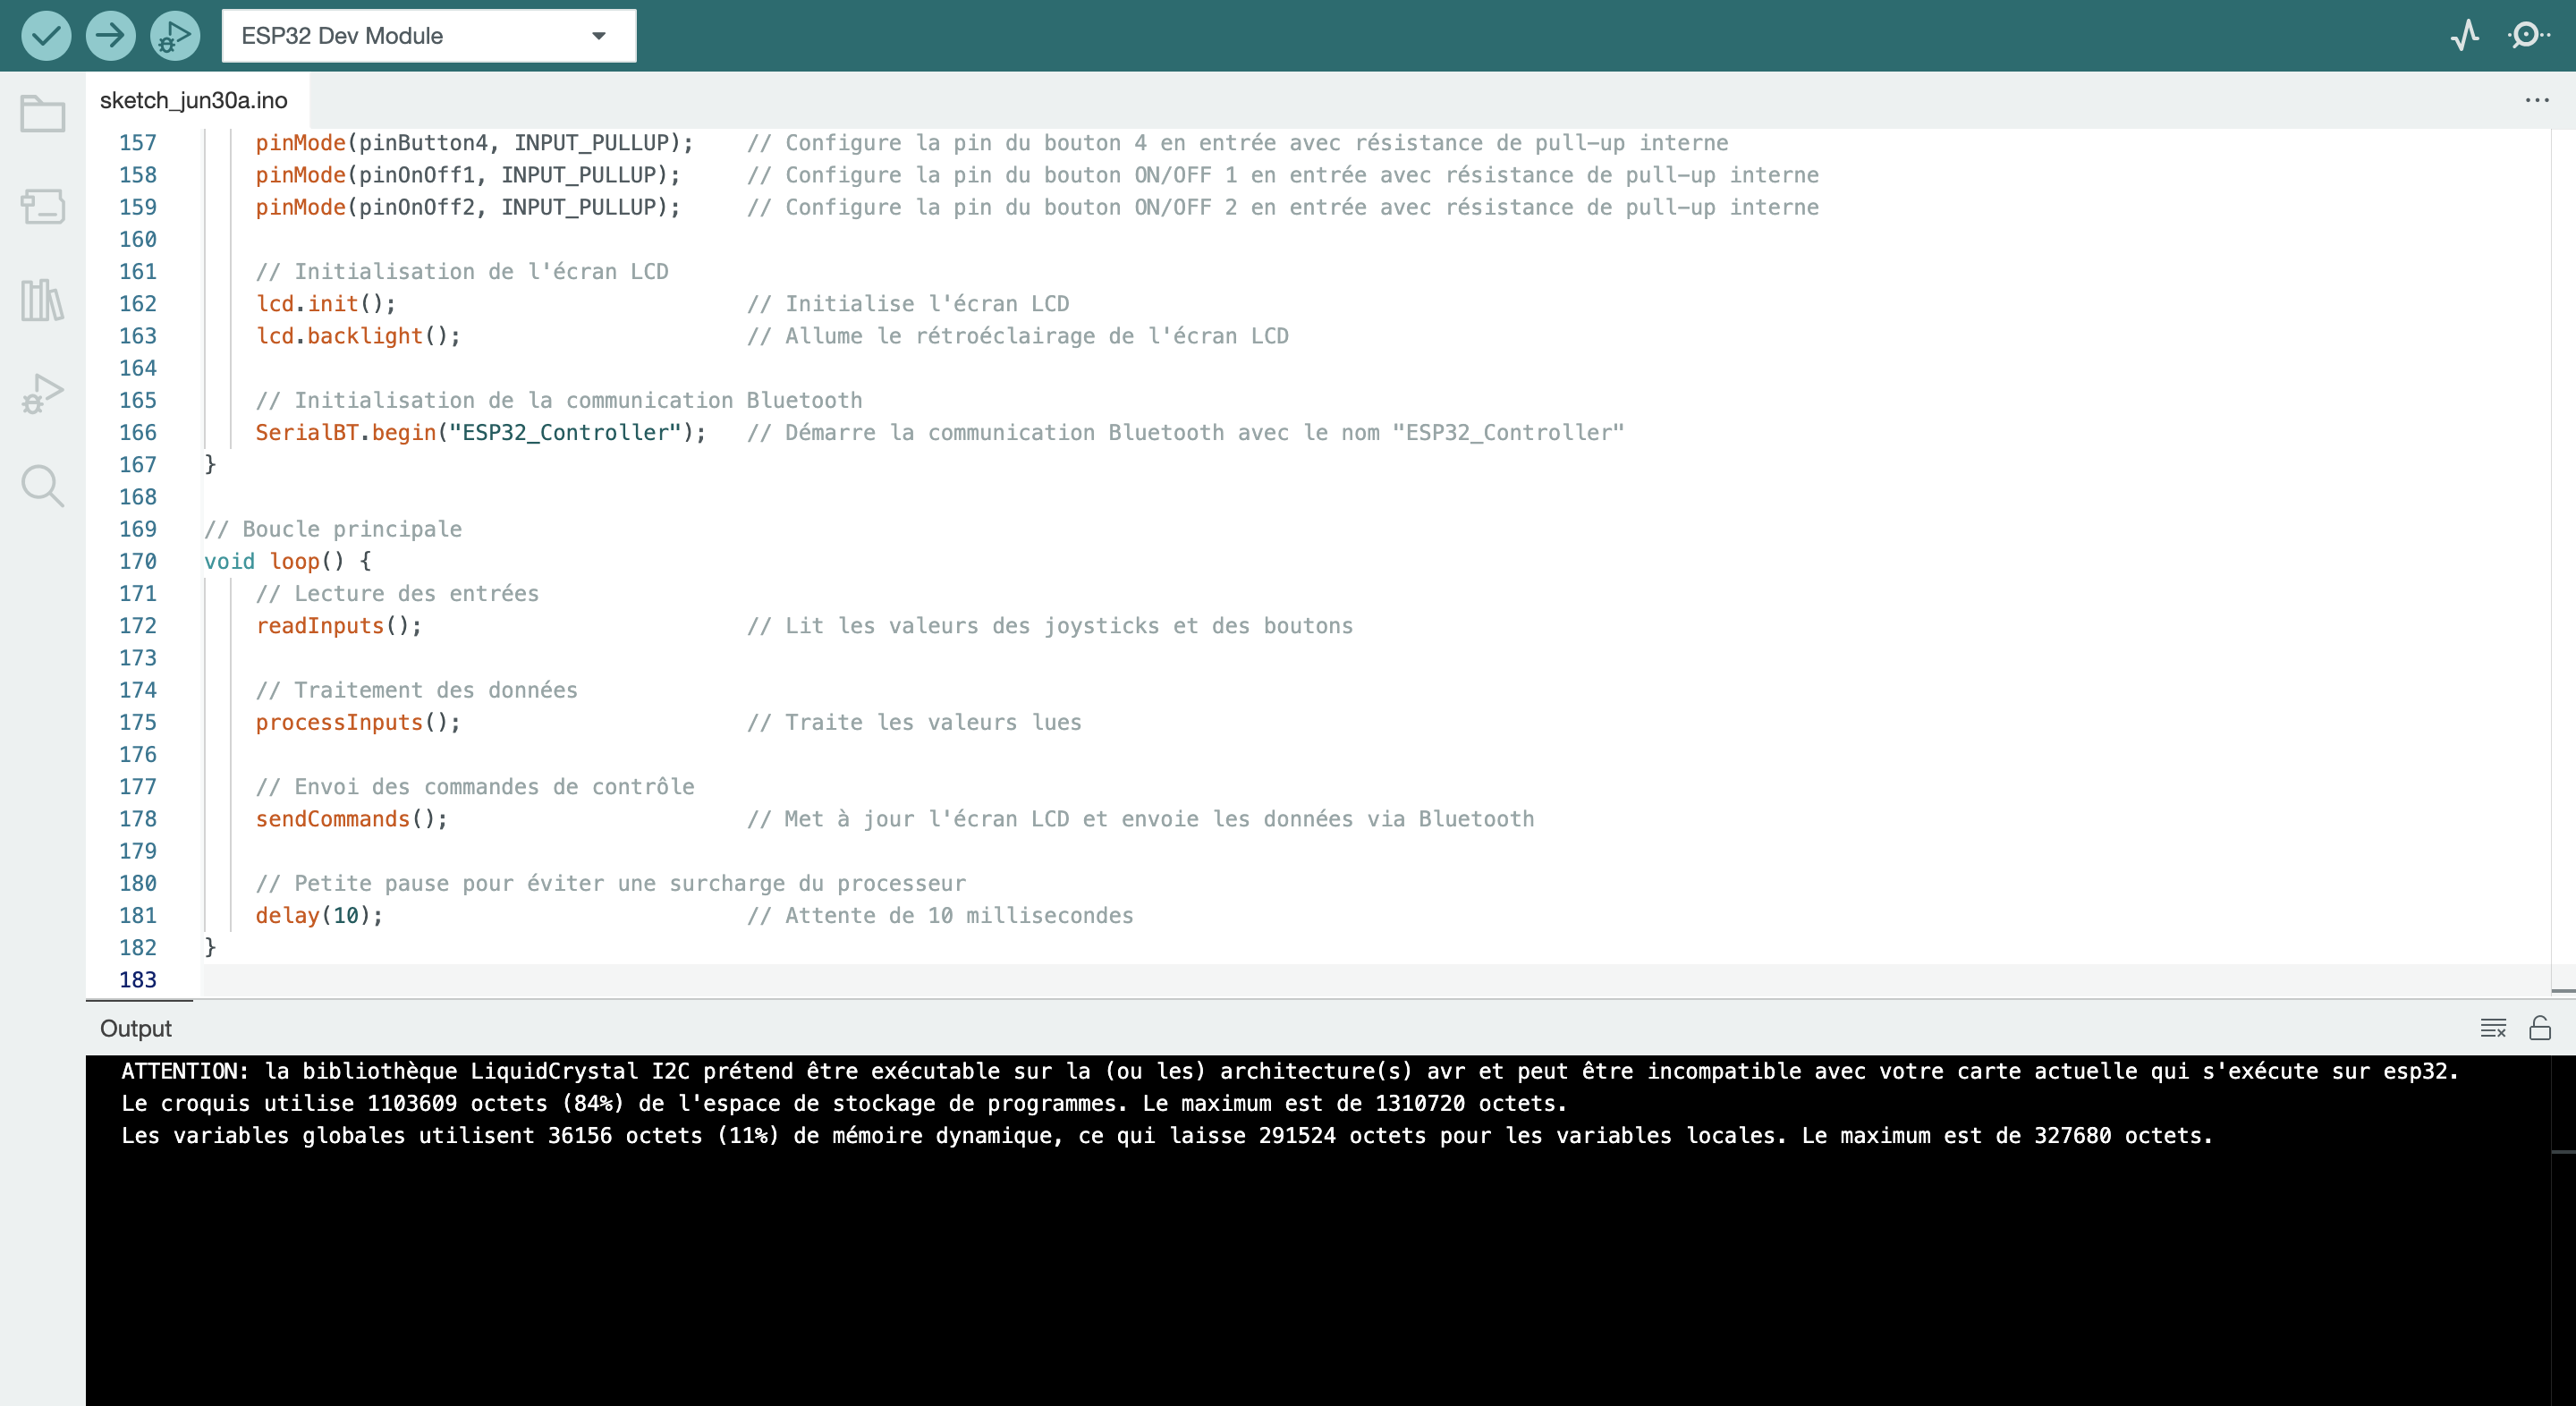 ESP32 Dev Module
sketch_jun30a.ino
157 pinMode(pinButton4, INPUT_PULLUP); // Configure la pin du bouton 4 en entrée avec résistance de pull-up interne
158 pinMode(pinOnOff1, INPUT_PULLUP); // Configure la pin du bouton ON/OFF 1 en entrée avec résistance de pull-up interne
159 pinMode(pinOnOff2, INPUT_PULLUP); // Configure la pin du bouton ON/OFF 2 en entrée avec résistance de pull-up interne
160
161 // Initialisation de l'écran LCD
162 lcd.init(); // Initialise l'écran LCD
163 lcd.backlight(); // Allume le rétroéclairage de l'écran LCD
164
165 // Initialisation de la communication Bluetooth
166 SerialBT.begin("ESP32_Controller"); // Démarre la communication Bluetooth avec le nom "ESP32_Controller"
167 }
168
169 // Boucle principale
170 void loop() {
171 // Lecture des entrées
172 readInputs(); // Lit les valeurs des joysticks et des boutons
173
174 // Traitement des données
175 processInputs(); // Traite les valeurs lues
176
177 // Envoi des commandes de contrôle
178 sendCommands(); // Met à jour l'écran LCD et envoie les données via Bluetooth
179
180 // Petite pause pour éviter une surcharge du processeur
181 delay(10); // Attente de 10 millisecondes
182 }
183
Output
ATTENTION: la bibliothèque LiquidCrystal I2C prétend être exécutable sur la (ou les) architecture(s) avr et peut être incompatible avec votre carte actuelle qui s'exécute sur esp32.
Le croquis utilise 1103609 octets (84%) de l'espace de stockage de programmes. Le maximum est de 1310720 octets.
Les variables globales utilisent 36156 octets (11%) de mémoire dynamique, ce qui laisse 291524 octets pour les variables locales. Le maximum est de 327680 octets.